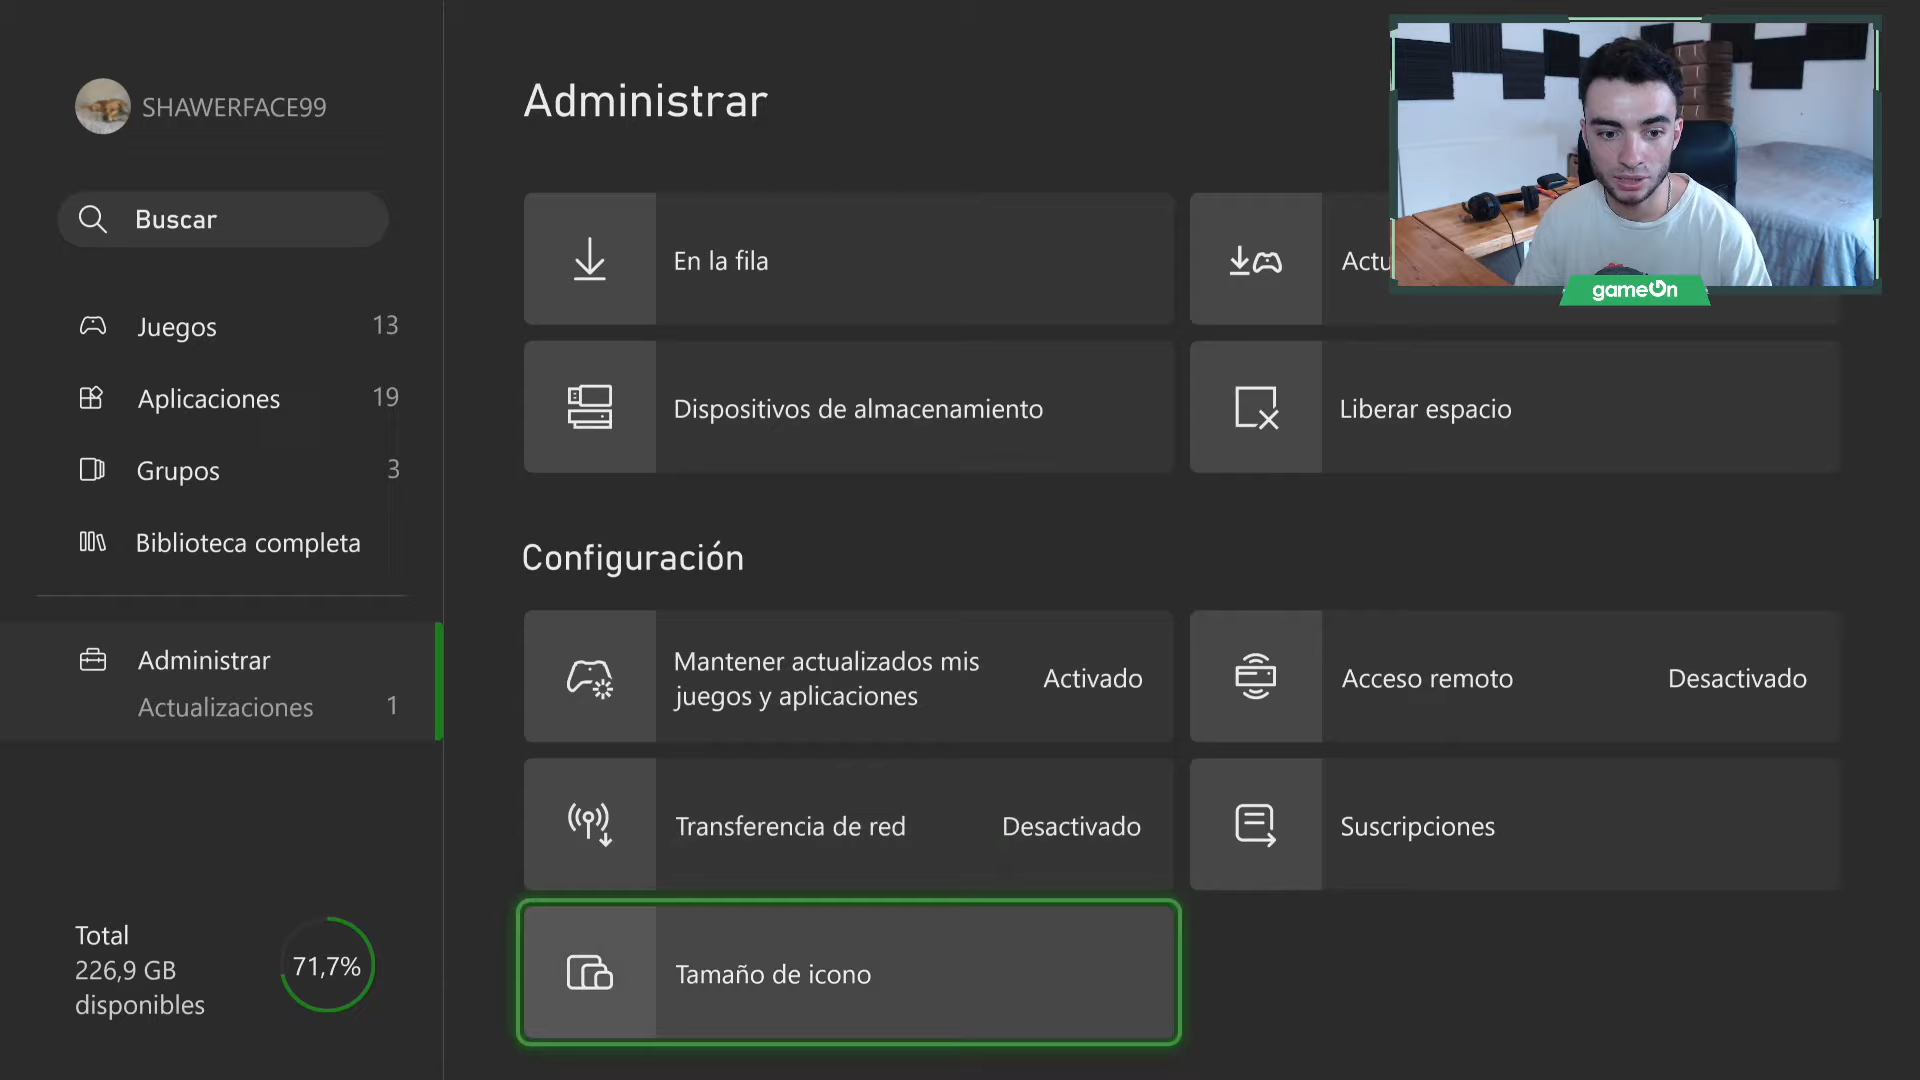 SHAWERFACE99
Buscar
Juegos 13
Aplicaciones 19
Grupos 3
Biblioteca completa
Administrar
Actualizaciones 1
Total
226,9 GB
disponibles
71,7%
Administrar
En la fila
Actu
Dispositivos de almacenamiento
Liberar espacio
Configuración
Mantener actualizados mis
juegos y aplicaciones
Activado
Acceso remoto Desactivado
Transferencia de red Desactivado
Suscripciones
Tamaño de icono
gameOn